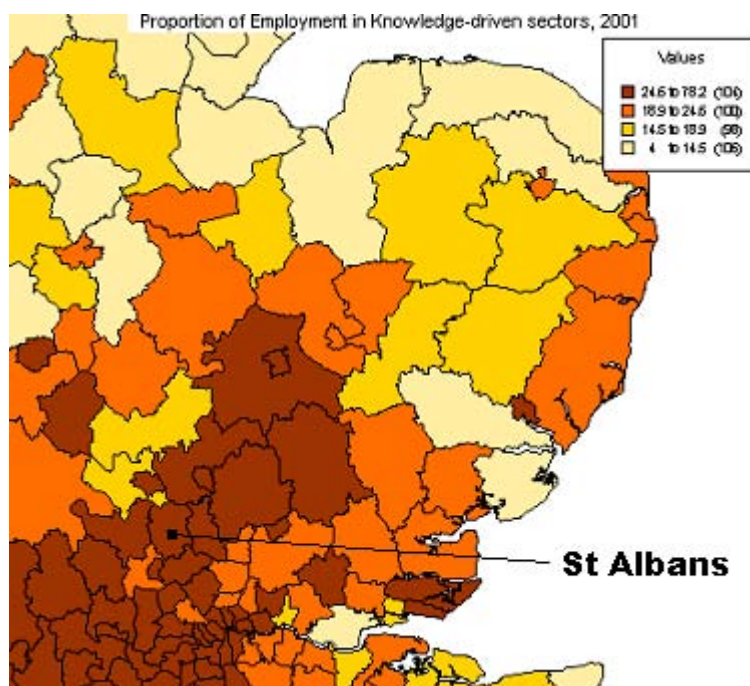 Proportion of Employment in Knowledge-driven sectors, 2001
Values
24.6 to 78.2 (104)
18.9 to 24.6 (100)
14.5 to 18.9 (98)
4 to 14.5 (106)
St Albans